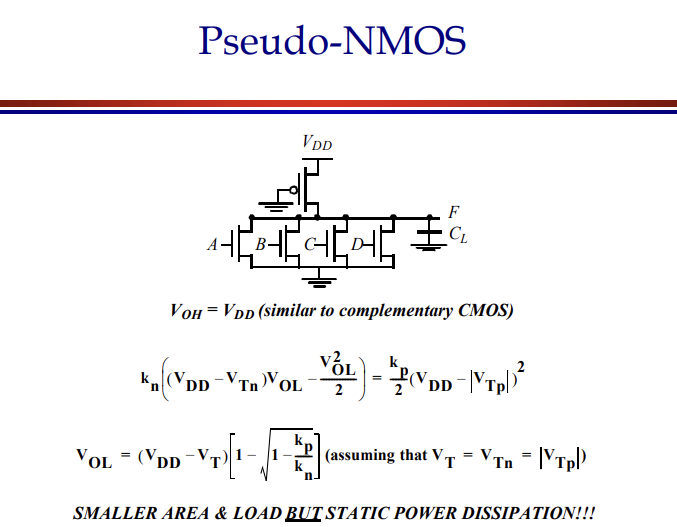 Pseudo-NMOS
VDD
F
A B C D CL
VOH = VDD (similar to complementary CMOS)
kn((VDD – VTn)VOL – V²OL/2) = kp/2 (VDD – |VTp|)²
VOL = (VDD – VT)[1 – √(1 – kp/kn)] (assuming that VT = VTn = |VTp|)
SMALLER AREA & LOAD BUT STATIC POWER DISSIPATION!!!